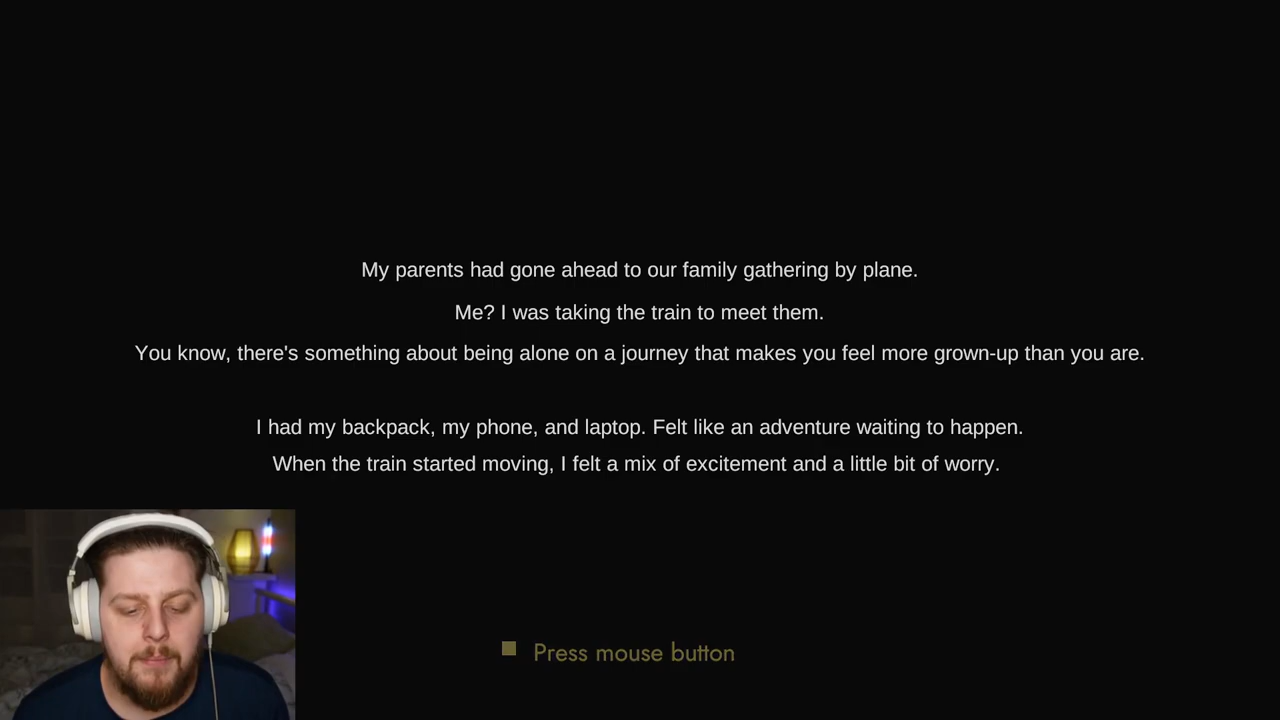 My parents had gone ahead to our family gathering by plane.
Me? I was taking the train to meet them.
You know, there's something about being alone on a journey that makes you feel more grown-up than you are.
I had my backpack, my phone, and laptop. Felt like an adventure waiting to happen.
When the train started moving, I felt a mix of excitement and a little bit of worry.
Press mouse button